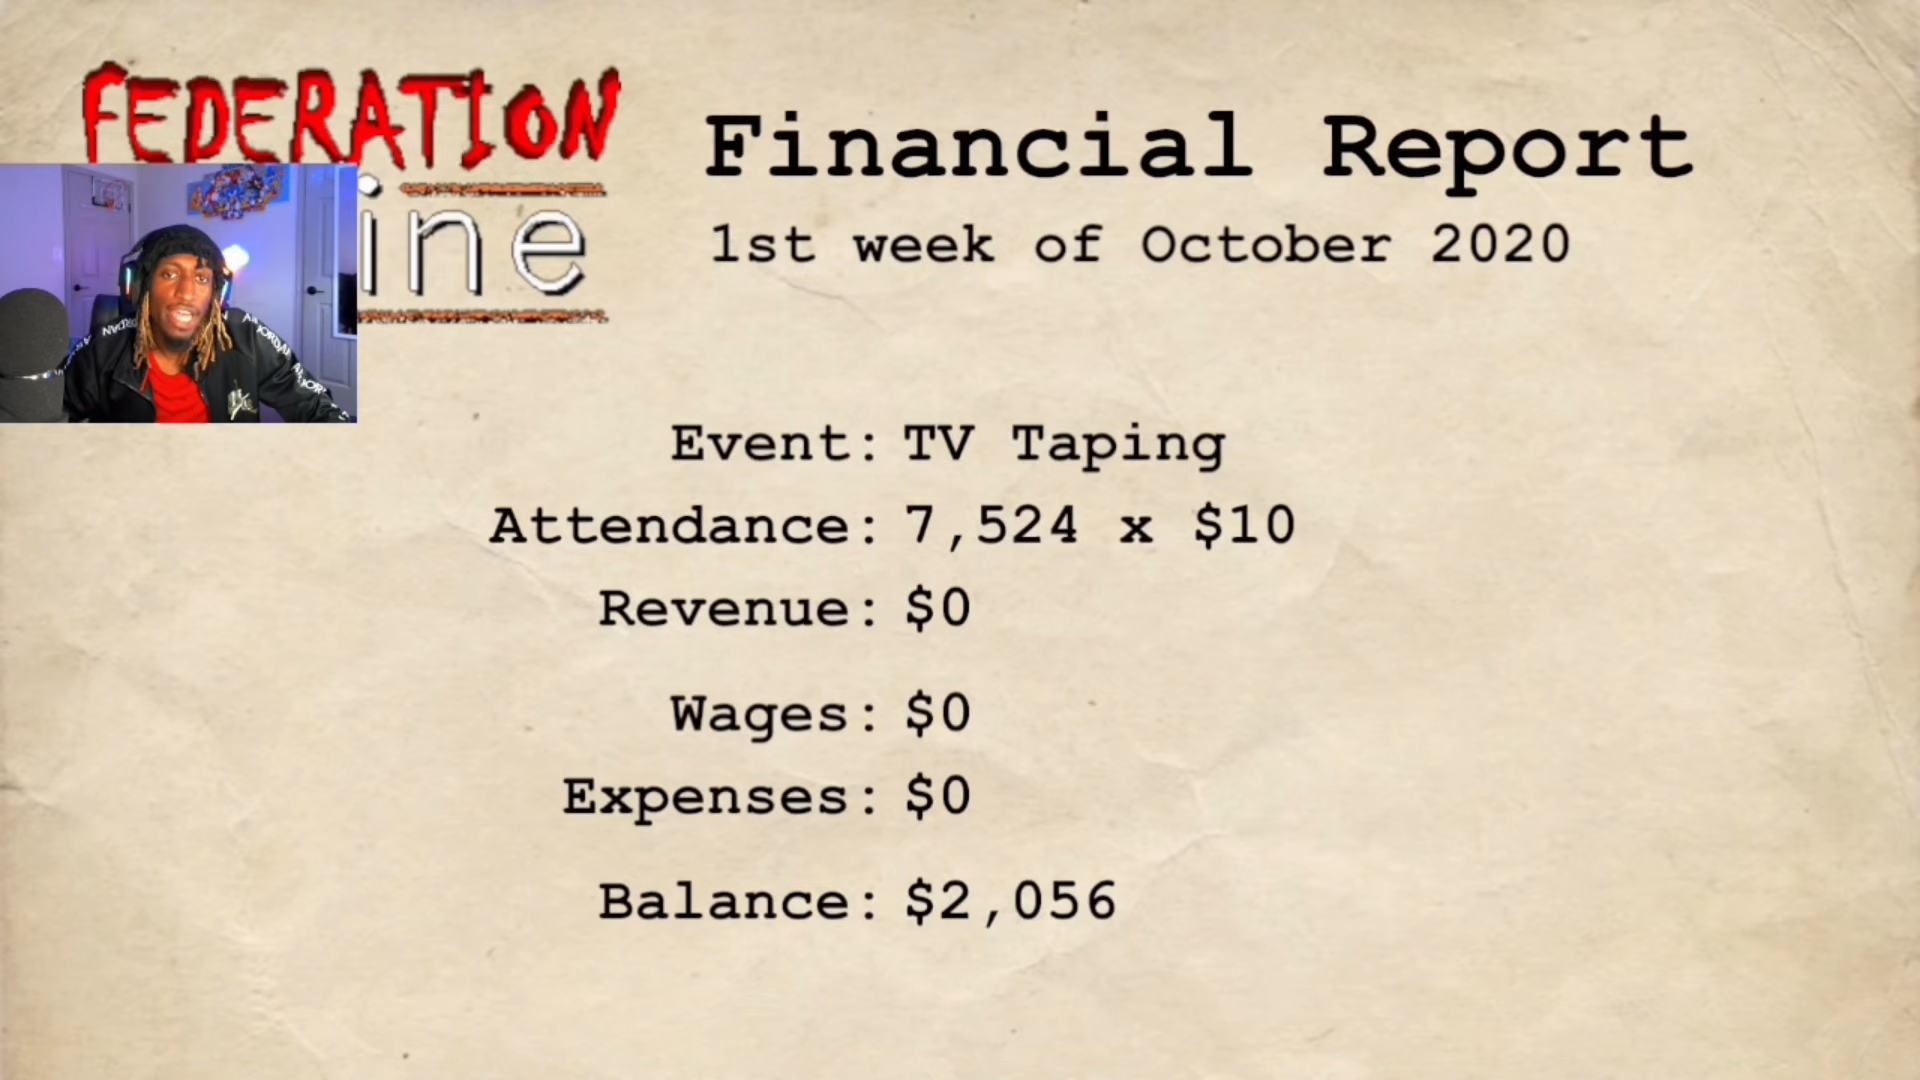 FEDERATION
ine
Financial Report
1st week of October 2020
Event: TV Taping
Attendance: 7,524 x $10
Revenue: $0
Wages: $0
Expenses: $0
Balance: $2,056